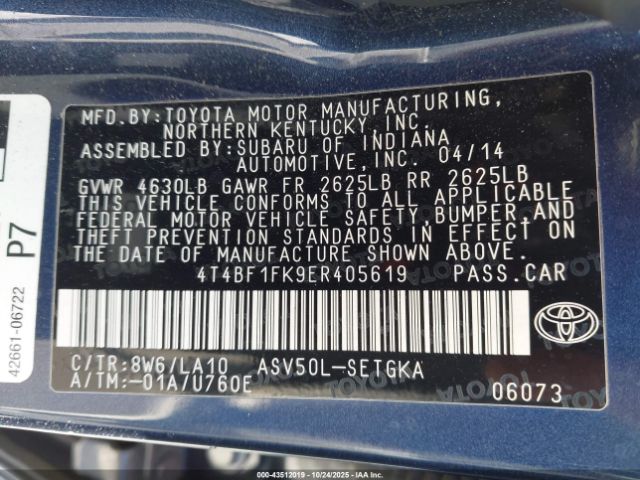 MFD.BY:TOYOTA MOTOR MANUFACTURING,
NORTHERN KENTUCKY,INC.
ASSEMBLED BY:SUBARU OF INDIANA
AUTOMOTIVE,INC. 04/14
GVWR 4630LB GAWR FR 2625LB RR 2625LB
THIS VEHICLE CONFORMS TO ALL APPLICABLE
FEDERAL MOTOR VEHICLE SAFETY,BUMPER,AND
THEFT PREVENTION STANDARDS IN EFFECT ON
THE DATE OF MANUFACTURE SHOWN ABOVE.
4T4BF1FK9ER405619 PASS.CAR
C/TR:8W6/LA10 ASV50L-SETGKA
A/TM:-01A/U760E
06073
TOYOTA
P7
42661-06722
000-43512019 | 10/24/2025 | IAAI.COM